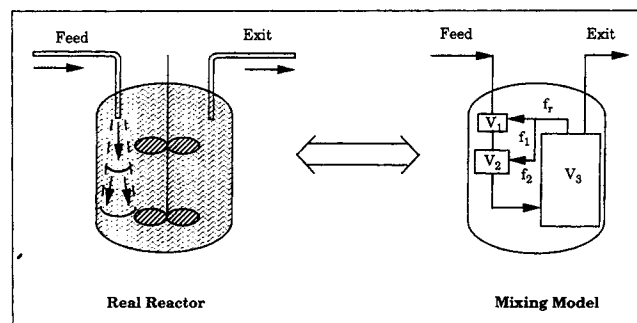 Feed
Exit
Feed
Exit
V1
fr
f1
V2
f2
V3
Real Reactor
Mixing Model